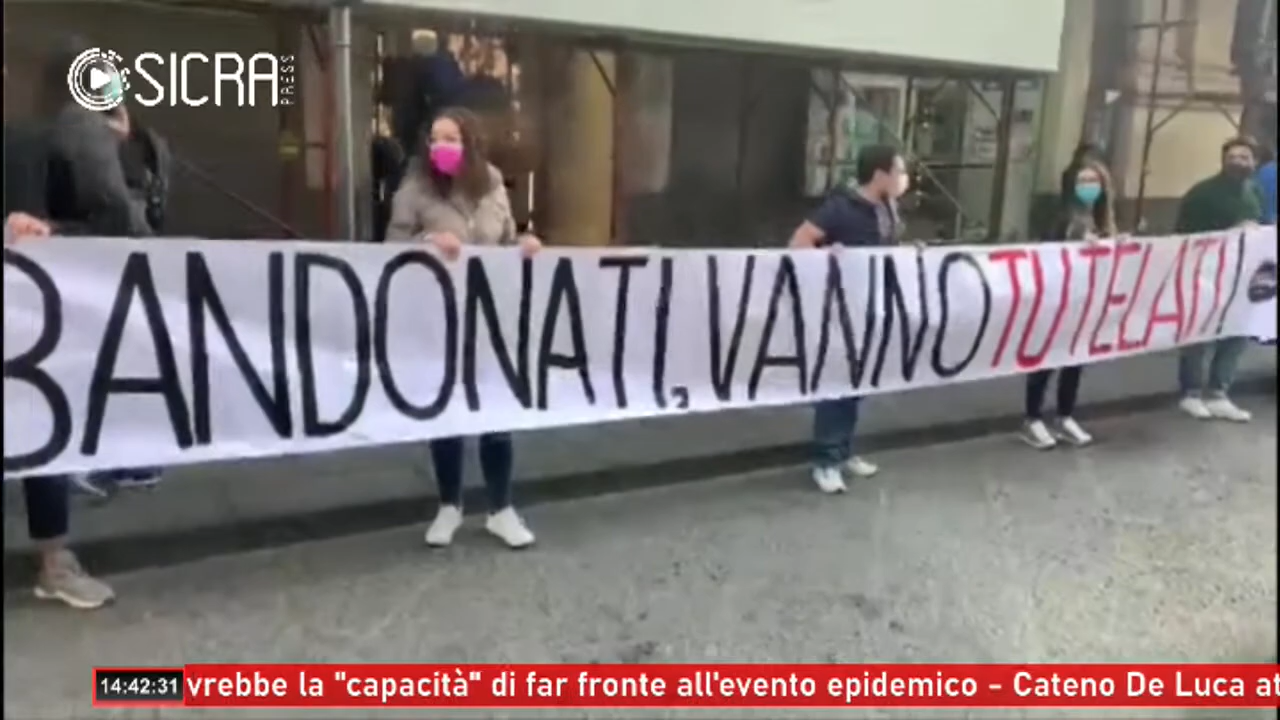 SICRA
PRESS
BANDONATI, VANNO TUTELATI!
14:42:31
vrebbe la "capacità" di far fronte all'evento epidemico - Cateno De Luca at